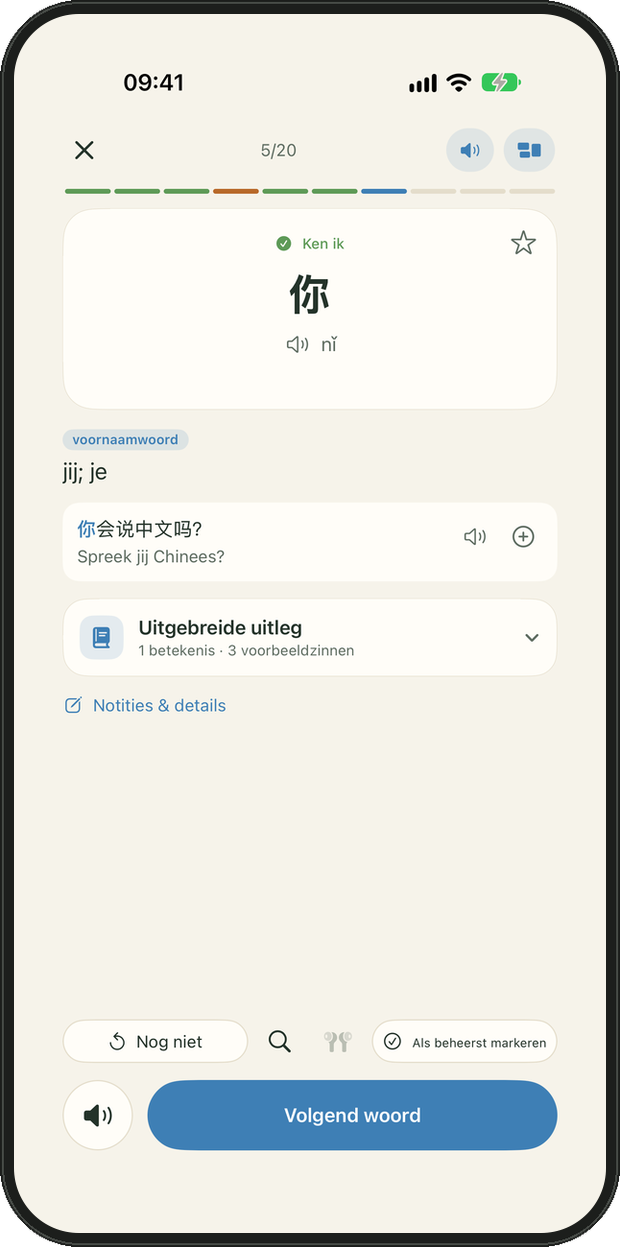 09:41
5/20
Ken ik
你
nǐ
voornaamwoord
jij; je
你会说中文吗?
Spreek jij Chinees?
Uitgebreide uitleg
1 betekenis · 3 voorbeeldzinnen
Notities & details
Nog niet
Als beheerst markeren
Volgend woord